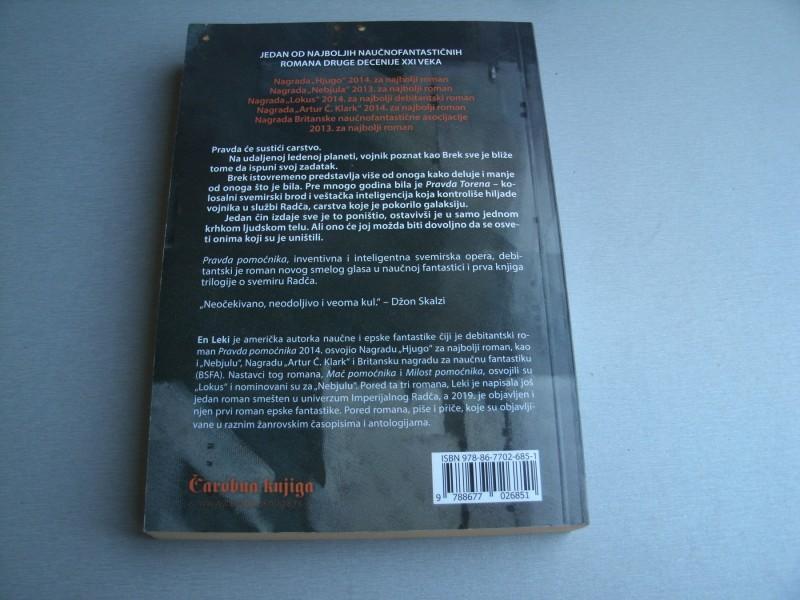 JEDAN OD NAJBOLJIH NAUČNOFANTASTIČNIH
ROMANA DRUGE DECENIJE XXI VEKA
Nagrada „Hjugo“ 2014. za najbolji roman
Nagrada „Nebjula“ 2013. za najbolji roman
Nagrada „Lokus“ 2014. za najbolji debitantski roman
Nagrada „Artur Č. Klark“ 2014. za najbolji roman
Nagrada Britanske naučnofantastične asocijacije
2013. za najbolji roman
Pravda će sustići carstvo.
Na udaljenoj ledenoj planeti, vojnik poznat kao Brek sve je bliže
tome da ispuni svoj zadatak.
Brek istovremeno predstavlja više od onoga kako deluje i manje
od onoga što je bila. Pre mnogo godina bila je Pravda Torena – ko-
losalni svemirski brod i veštačka inteligencija koja kontroliše hiljade
vojnika u službi Radča, carstva koje je pokorilo galaksiju.
Jedan čin izdaje sve je to poništio, ostavivši je u samo jednom
krhkom ljudskom telu. Ali ono će joj možda biti dovoljno da se osve-
ti onima koji su je uništili.
Pravda pomoćnika, inventivna i inteligentna svemirska opera, debi-
tantski je roman novog smelog glasa u naučnoj fantastici i prva knjiga
trilogije o svemiru Radča.
„Neočekivano, neodoljivo i veoma kul.“ – Džon Skalzi
En Leki je američka autorka naučne i epske fantastike čiji je debitantski ro-
man Pravda pomoćnika 2014. osvojio Nagradu „Hjugo“ za najbolji roman, kao
i „Nebjulu“, Nagradu „Artur Č. Klark“ i Britansku nagradu za naučnu fantastiku
(BSFA). Nastavci tog romana, Mač pomoćnika i Milost pomoćnika, osvojili su
„Lokus“ i nominovani su za „Nebjulu“. Pored ta tri romana, Leki je napisala još
jedan roman smešten u univerzum Imperijalnog Radča, a 2019. je objavljen i
njen prvi roman epske fantastike. Pored romana, piše i priče, koje su objavlji-
vane u raznim žanrovskim časopisima i antologijama.
ISBN 978-86-7702-685-1
9 788677 026851
Čarobna knjiga